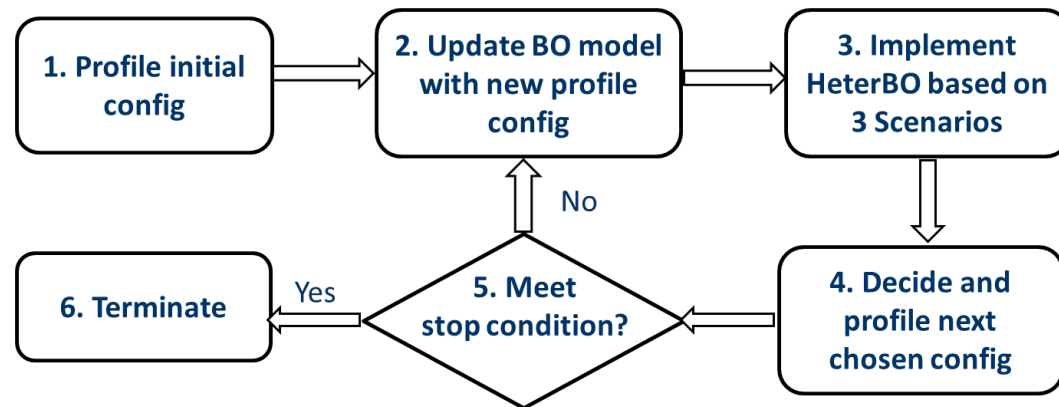 1. Profile initial
config
2. Update BO model
with new profile
config
3. Implement
HeterBO based on
3 Scenarios
No
4. Decide and
profile next
chosen config
5. Meet
stop condition?
Yes
6. Terminate